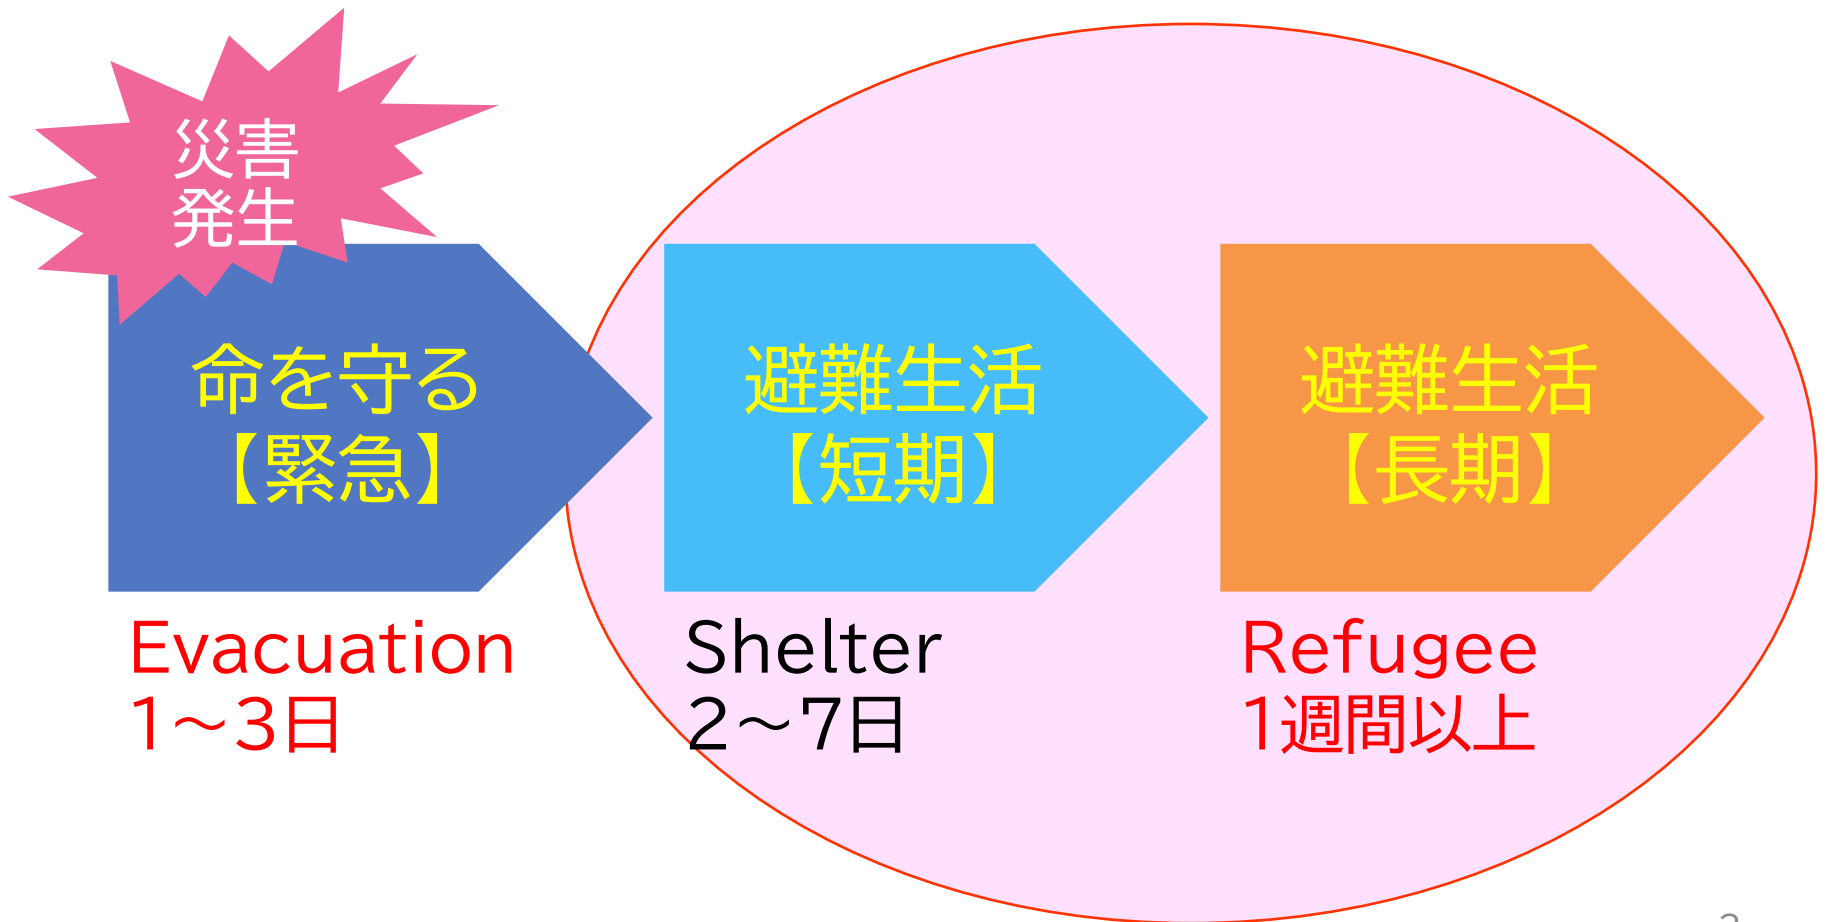 災害
発生
命を守る
【緊急】
避難生活
【短期】
避難生活
【長期】
Evacuation
1～3日
Shelter
2～7日
Refugee
1週間以上